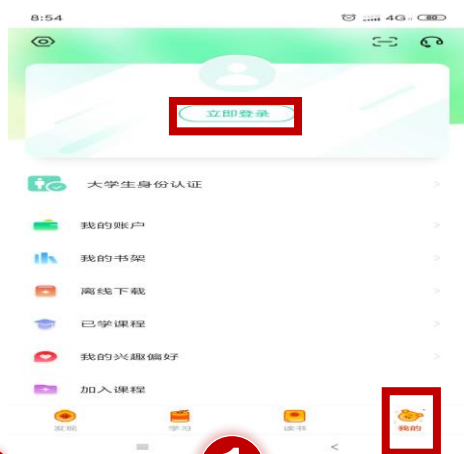 8:54
4G 80
立即登录
大学生身份认证
我的账户
我的书架
离线下载
已学课程
我的兴趣偏好
加入课程
发现 学习 读书 我的
1